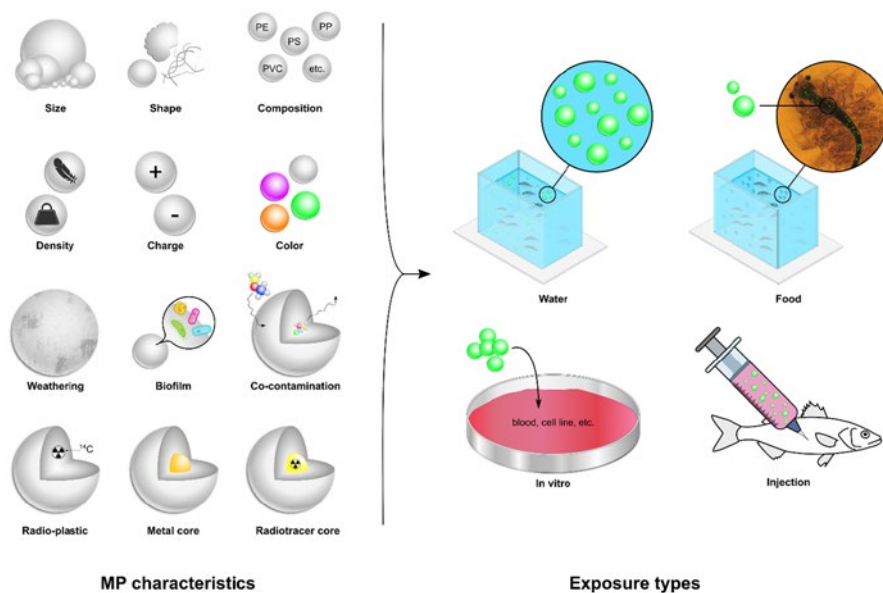 Size
Shape
PE
PS
PP
PVC
etc.
Composition
Density
+
-
Charge
Color
Weathering
Biofilm
Co-contamination
14C
Radio-plastic
Metal core
Radiotracer core
MP characteristics
Water
Food
blood, cell line, etc.
In vitro
Injection
Exposure types